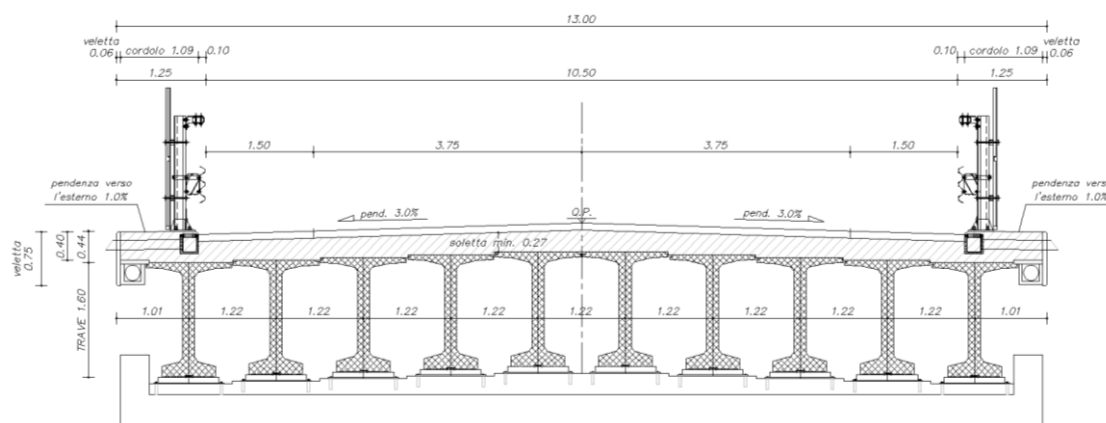 13.00
veletta
0.06
cordolo 1.09
0.10
0.10
cordolo 1.09
veletta
0.06
1.25
10.50
1.25
1.50
3.75
3.75
1.50
pendenza verso
l'esterno 1.0%
pendenza verso
l'esterno 1.0%
pend. 3.0%
Q.P.
pend. 3.0%
veletta
0.75
0.40
0.44
soletta min. 0.27
TRAVE 1.60
1.01
1.22
1.22
1.22
1.22
1.22
1.22
1.22
1.22
1.22
1.01